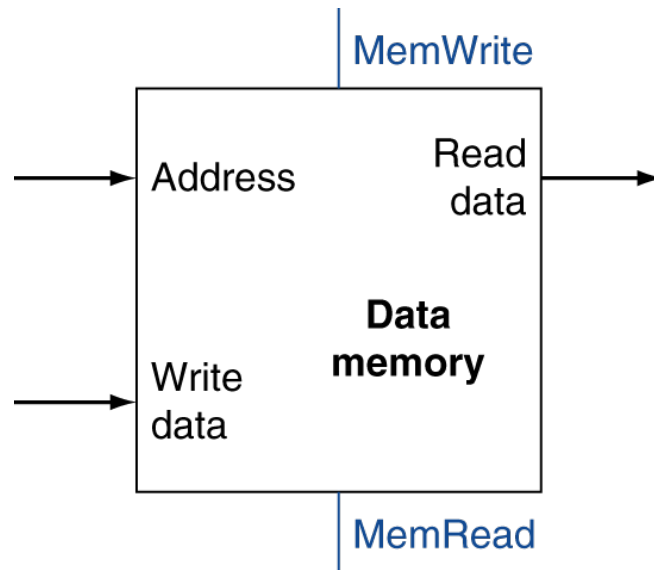 MemWrite
Address
Read
data
Data
memory
Write
data
MemRead